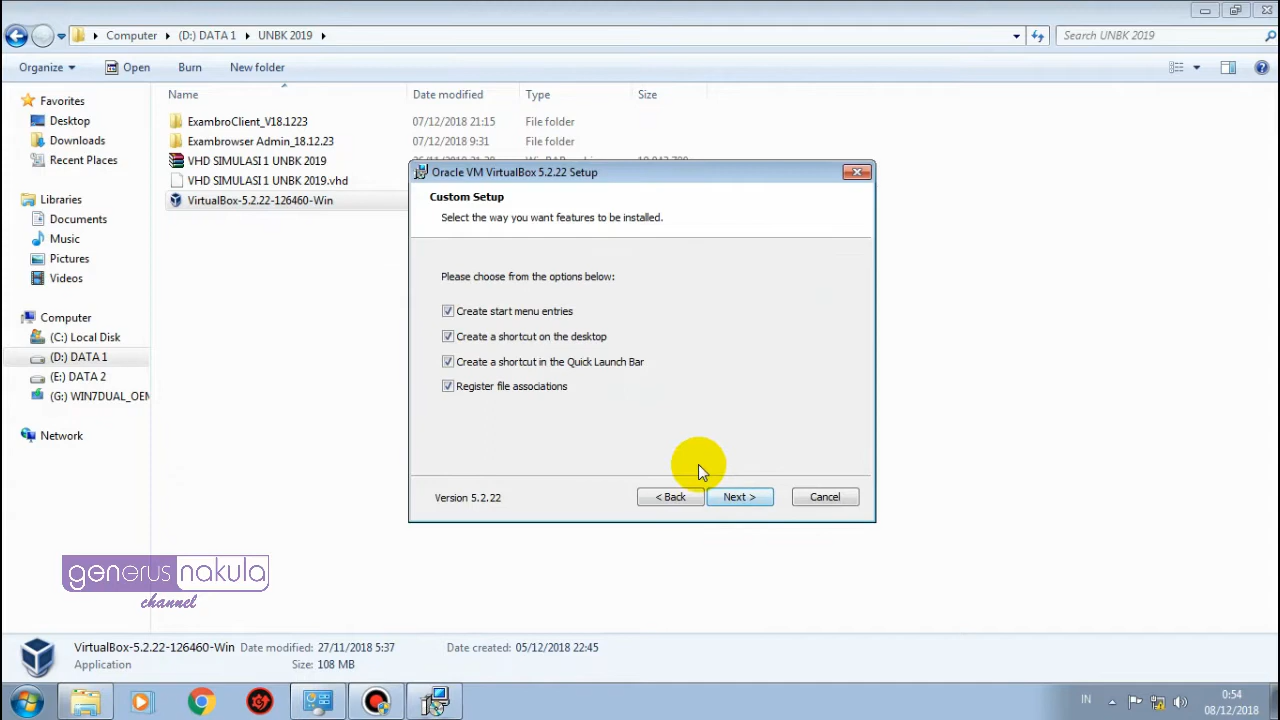 Computer
(D:) DATA 1
UNBK 2019
Search UNBK 2019
Organize
Open
Burn
New folder
Name
Date modified
Type
Size
Favorites
Desktop
Downloads
Recent Places
Libraries
Documents
Music
Pictures
Videos
Computer
(C:) Local Disk
(D:) DATA 1
(E:) DATA 2
(G:) WIN7DUAL_OEM
Network
ExambroClient_V18.1223
07/12/2018 21:15
File folder
Exambrowser Admin_18.12.23
07/12/2018 9:31
File folder
VHD SIMULASI 1 UNBK 2019
VHD SIMULASI 1 UNBK 2019.vhd
VirtualBox-5.2.22-126460-Win
Oracle VM VirtualBox 5.2.22 Setup
Custom Setup
Select the way you want features to be installed.
Please choose from the options below:
Create start menu entries
Create a shortcut on the desktop
Create a shortcut in the Quick Launch Bar
Register file associations
Version 5.2.22
< Back
Next >
Cancel
generus nakula
channel
VirtualBox-5.2.22-126460-Win
Date modified: 27/11/2018 5:37
Date created: 05/12/2018 22:45
Application
Size: 108 MB
IN
0:54
08/12/2018